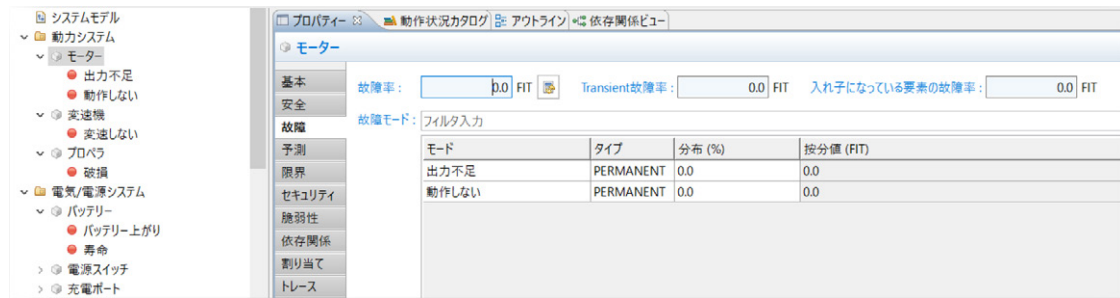 システムモデル
動力システム
モーター
出力不足
動作しない
変速機
変速しない
プロペラ
破損
電気/電源システム
バッテリー
バッテリー上がり
寿命
電源スイッチ
充電ポート
プロパティー 動作状況カタログ アウトライン 依存関係ビュー
モーター
基本
安全
故障
予測
限界
セキュリティ
脆弱性
依存関係
割り当て
トレース
故障率： 0.0 FIT Transient故障率： 0.0 FIT 入れ子になっている要素の故障率： 0.0 FIT
故障モード： フィルタ入力
モード タイプ 分布 (%) 按分値 (FIT)
出力不足 PERMANENT 0.0 0.0
動作しない PERMANENT 0.0 0.0